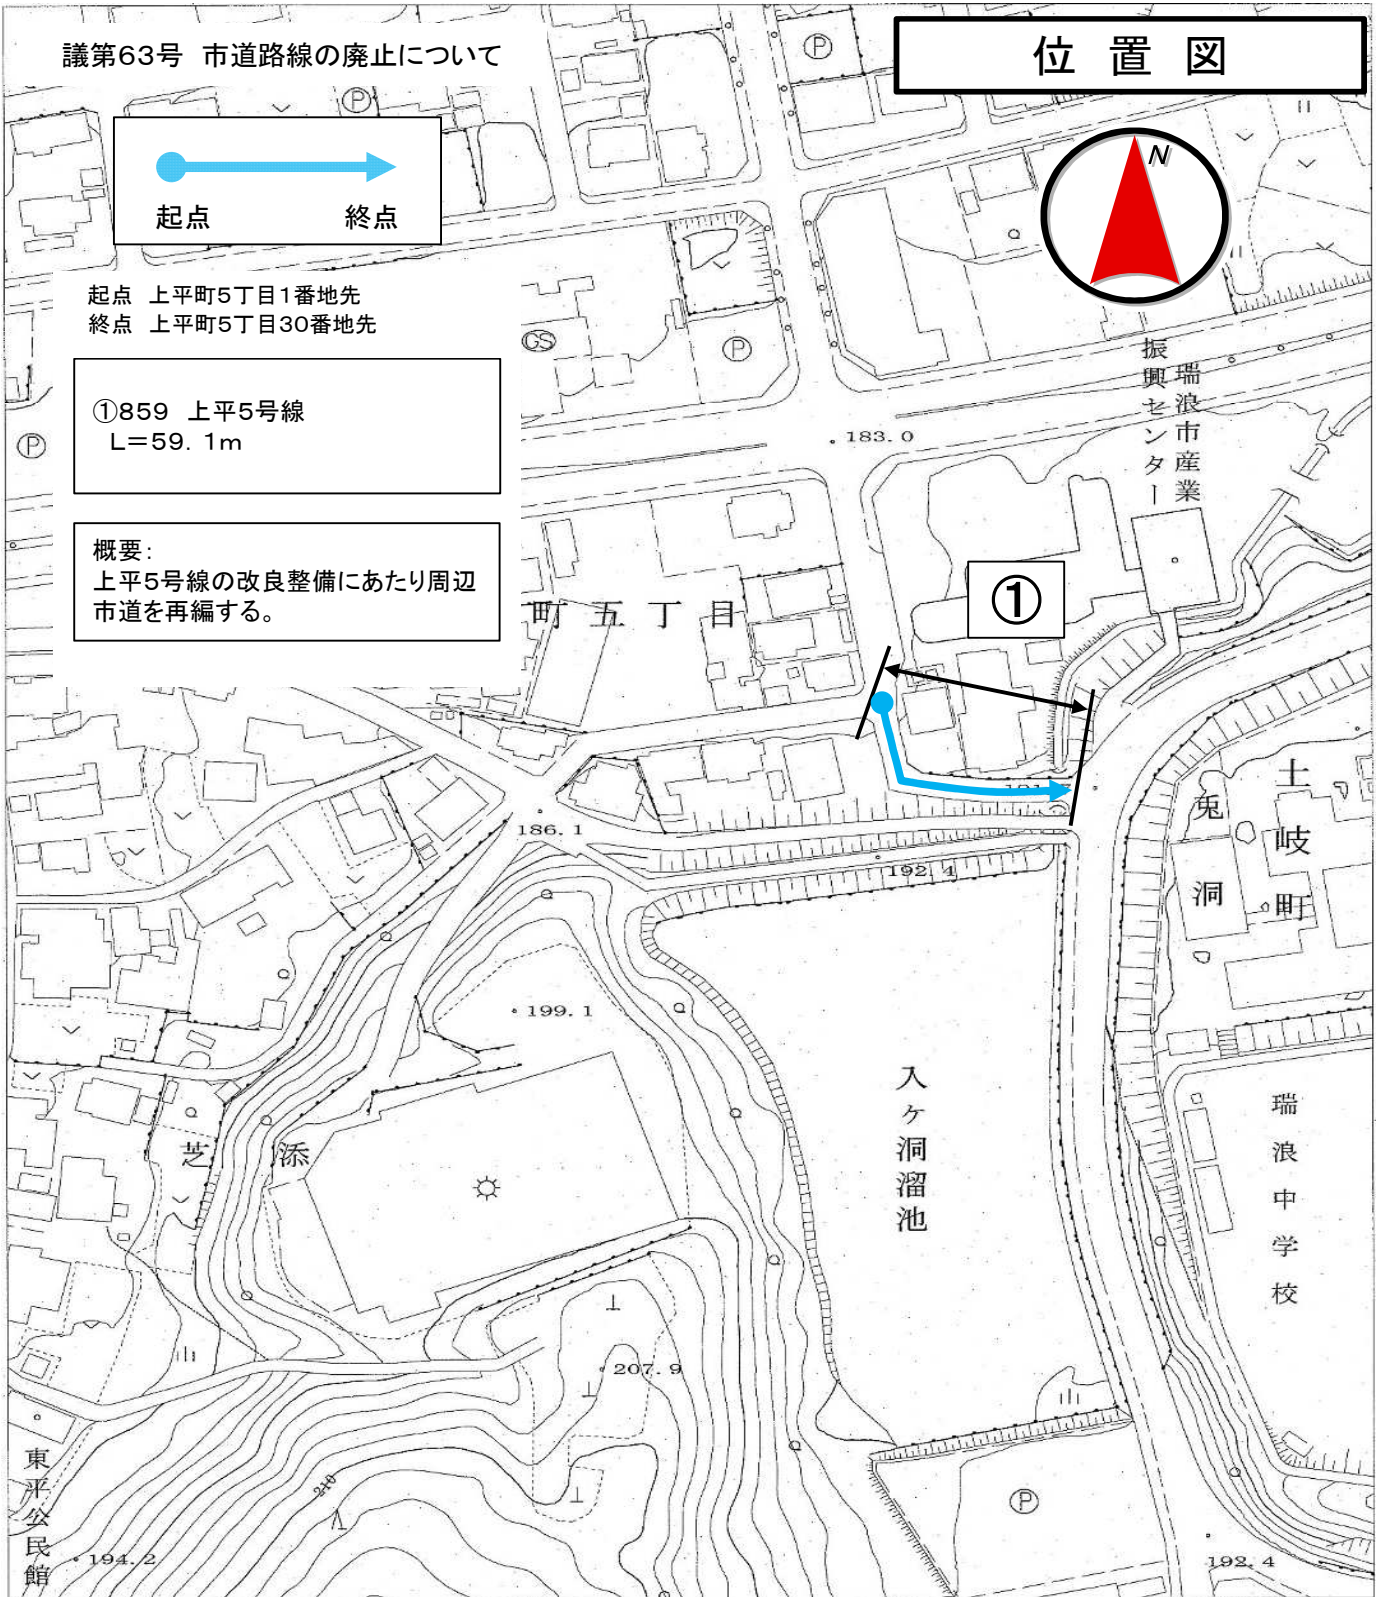 議第63号 市道路線の廃止について
位置図
N
起点 終点
起点 上平町5丁目1番地先
終点 上平町5丁目30番地先
①859 上平5号線
L=59.1m
概要:
上平5号線の改良整備にあたり周辺
市道を再編する。
P
P
GS
P
P
183.0
瑞浪市産業
振興センター
町五丁目
①
186.1
192.4
土岐町
兎洞
199.1
入ヶ洞溜池
瑞浪中学校
芝添
207.9
210
P
東平公民館
194.2
192.4